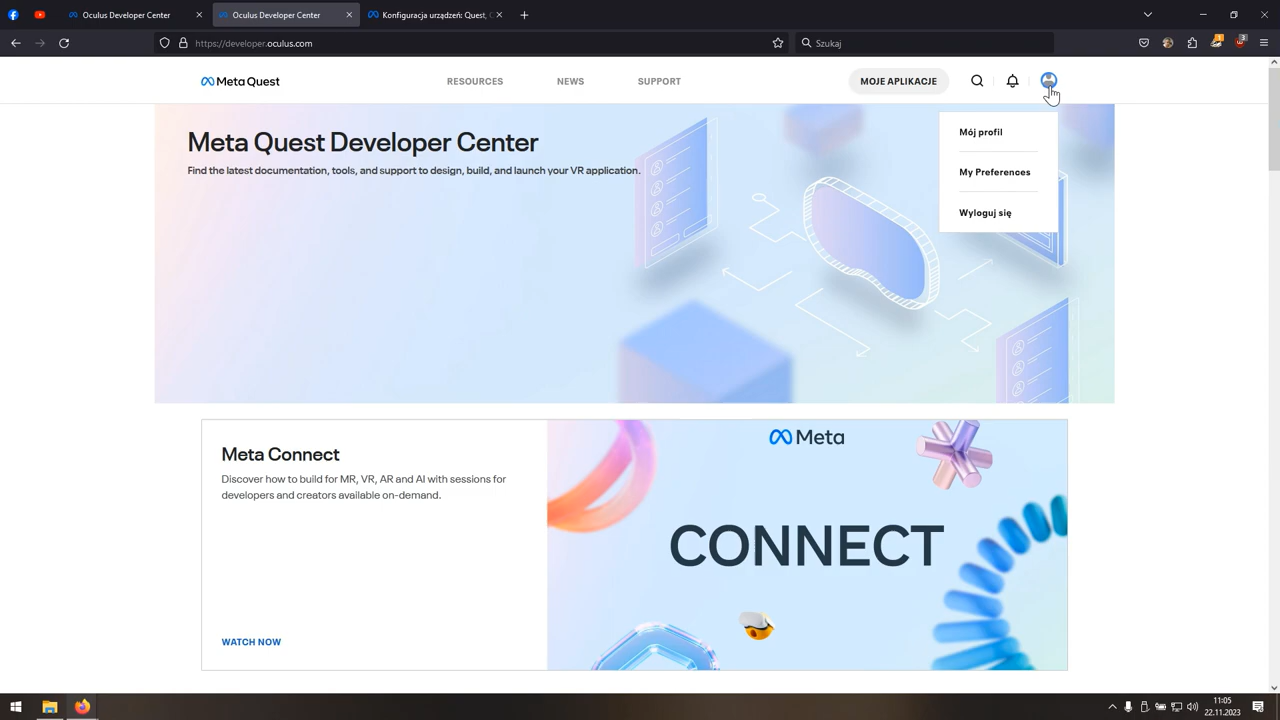 Oculus Developer Center
Oculus Developer Center
Konfiguracja urządzeń: Quest, C
https://developer.oculus.com
Szukaj
Meta Quest
RESOURCES
NEWS
SUPPORT
MOJE APLIKACJE
Mój profil
My Preferences
Wyloguj się
Meta Quest Developer Center
Find the latest documentation, tools, and support to design, build, and launch your VR application.
Meta Connect
Discover how to build for MR, VR, AR and AI with sessions for
developers and creators available on-demand.
WATCH NOW
Meta
CONNECT
11:05
22.11.2023